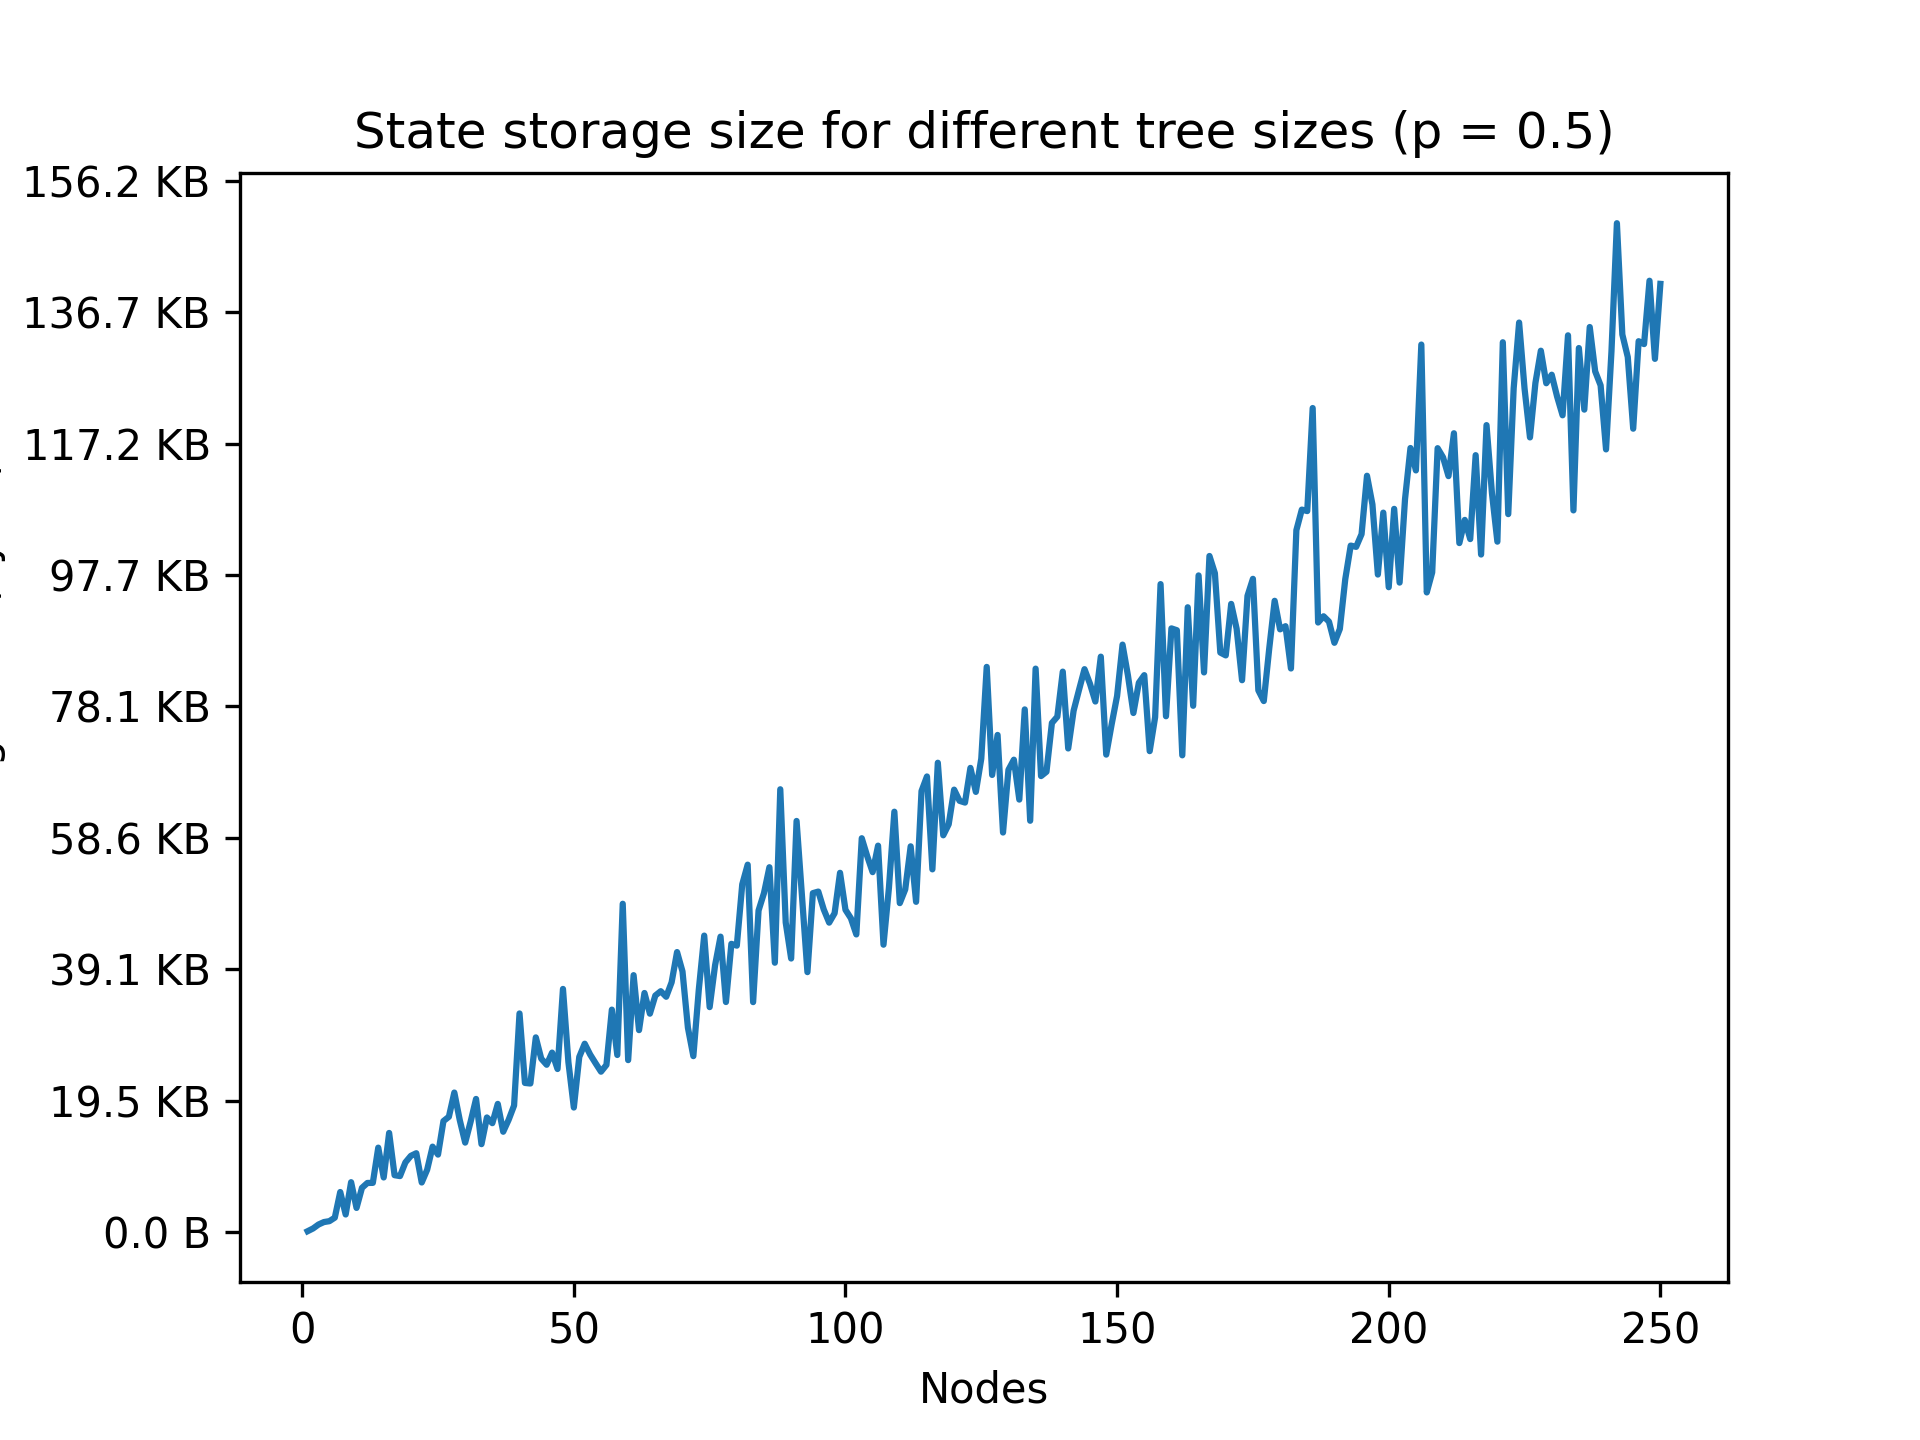 State storage size for different tree sizes (p = 0.5)
156.2 KB
136.7 KB
117.2 KB
97.7 KB
78.1 KB
58.6 KB
39.1 KB
19.5 KB
0.0 B
0 50 100 150 200 250
Nodes